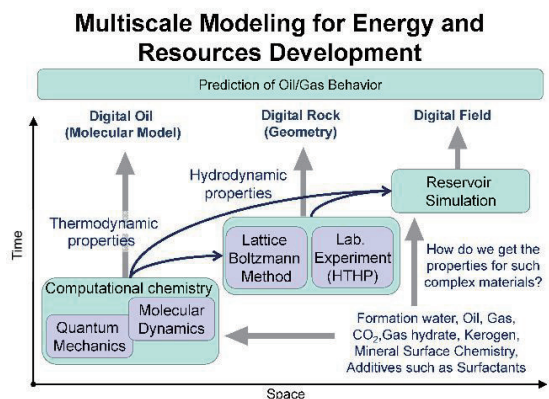 Multiscale Modeling for Energy and
Resources Development
Prediction of Oil/Gas Behavior
Digital Oil
(Molecular Model)
Digital Rock
(Geometry)
Digital Field
Hydrodynamic
properties
Reservoir
Simulation
Thermodynamic
properties
Lattice
Boltzmann
Method
Lab.
Experiment
(HTHP)
How do we get the
properties for such
complex materials?
Computational chemistry
Molecular
Dynamics
Quantum
Mechanics
Formation water, Oil, Gas,
CO₂,Gas hydrate, Kerogen,
Mineral Surface Chemistry,
Additives such as Surfactants
Time
Space